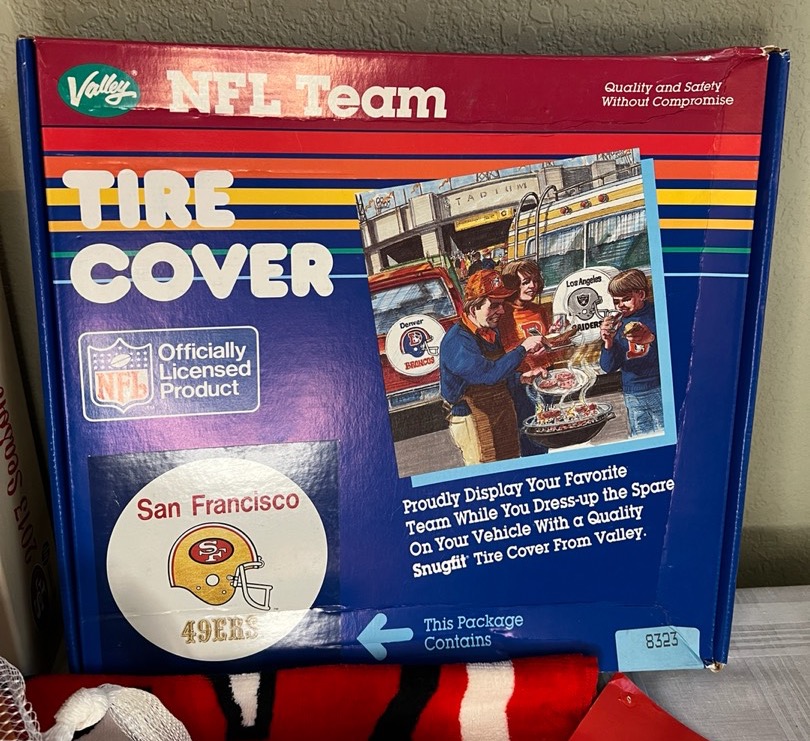 Valley
NFL Team
Quality and Safety
Without Compromise
TIRE
COVER
STADIUM
Los Angeles
RAIDERS
Denver
BRONCOS
NFL
Officially
Licensed
Product
San Francisco
SF
49ERS
Proudly Display Your Favorite
Team While You Dress-up the Spare
On Your Vehicle With a Quality
Snugfit® Tire Cover From Valley.
This Package
Contains
8323